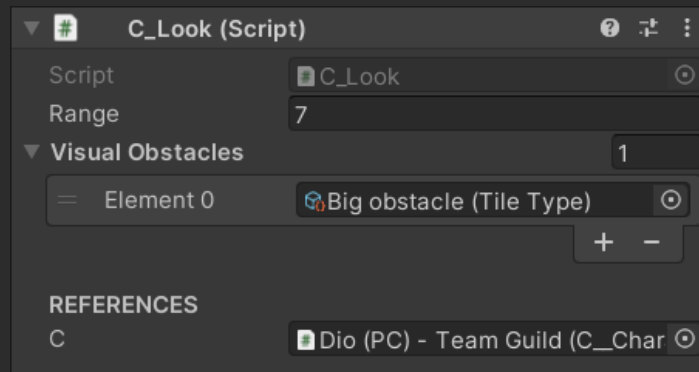 C_Look (Script)
Script C_Look
Range 7
Visual Obstacles 1
Element 0 Big obstacle (Tile Type)
+ −
REFERENCES
C Dio (PC) - Team Guild (C__Char